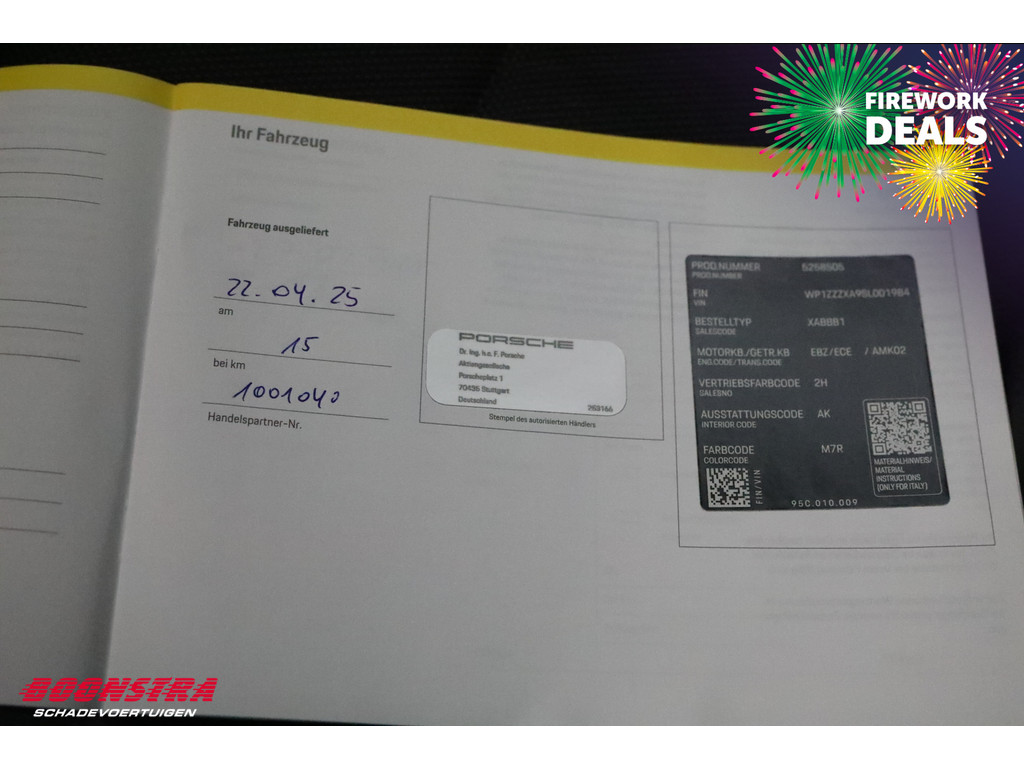 FIREWORK
DEALS
Ihr Fahrzeug
Fahrzeug ausgeliefert
22.04.25
am
15
bei km
1001040
Handelspartner-Nr.
PORSCHE
Dr. Ing. h.c. F. Porsche
Aktiengesellschaft
Porscheplatz 1
70435 Stuttgart
Deutschland
Stempel des autorisierten Händlers
PROD.NUMMER 5258505
PROD.NUMBER
FIN WP1ZZZXA9SLD01984
VIN
BESTELLTYP XABBB1
SALESCODE
MOTORKB./GETR.KB EBZ/ECE / AMK02
ENG.CODE/TRANS.CODE
VERTRIEBSFARBCODE 2H
SALESNO
AUSSTATTUNGSCODE AK
INTERIOR CODE
FARBCODE M7R
COLORCODE
FIN/VIN
MATERIALHINWEIS/
MATERIAL
INSTRUCTIONS
(ONLY FOR ITALY)
95C.010.009
BOONSTRA
SCHADEVOERTUIGEN